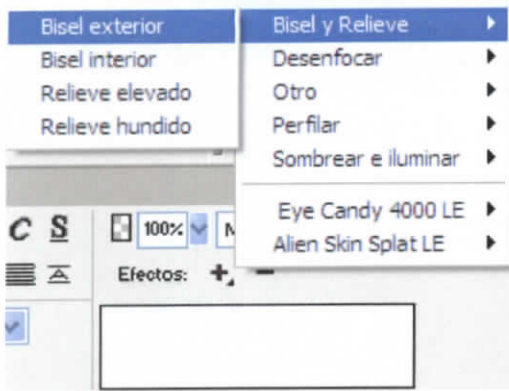 Bisel exterior
Bisel interior
Relieve elevado
Relieve hundido
Bisel y Relieve
Desenfocar
Otro
Perfilar
Sombrear e iluminar
Eye Candy 4000 LE
Alien Skin Splat LE
C S
100%
Efectos: